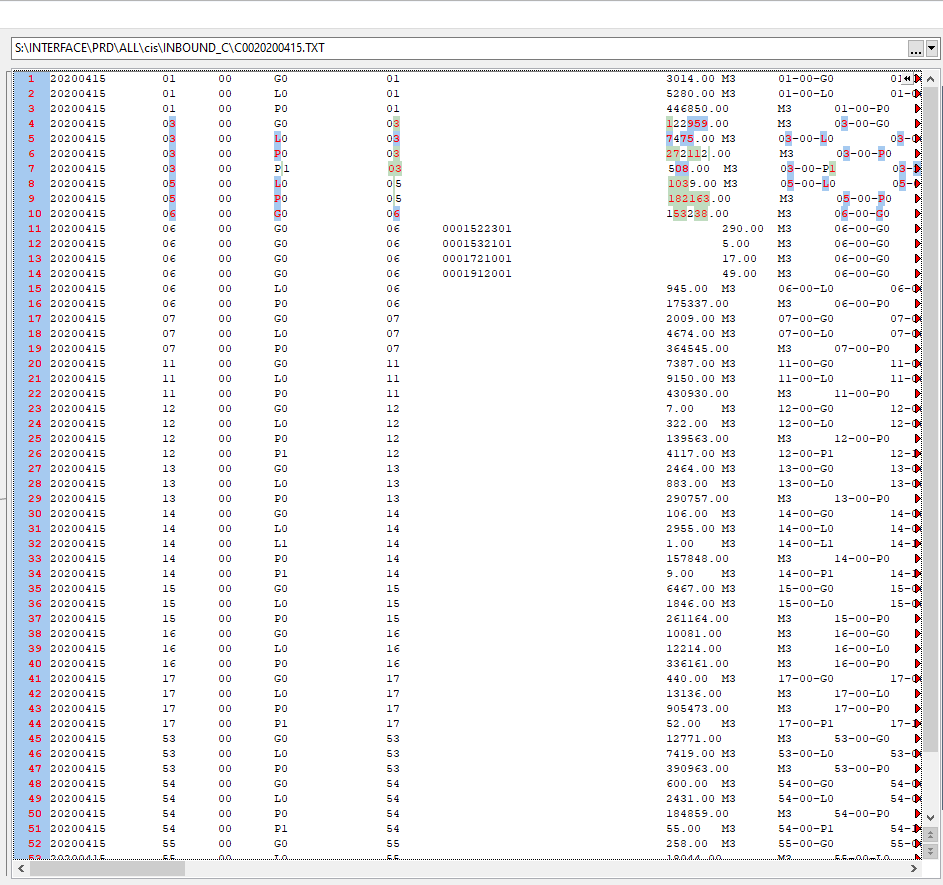 S:\INTERFACE\PRD\ALL\cis\INBOUND_C\C0020200415.TXT ...
1 20200415 01 00 G0 01 3014.00 M3 01-00-G0 01
2 20200415 01 00 L0 01 5280.00 M3 01-00-L0 01-
3 20200415 01 00 P0 01 446850.00 M3 01-00-P0
4 20200415 03 00 G0 03 122959.00 M3 03-00-G0
5 20200415 03 00 L0 03 7475.00 M3 03-00-L0 03-
6 20200415 03 00 P0 03 272112.00 M3 03-00-P0
7 20200415 03 00 P1 03 508.00 M3 03-00-P1 03-
8 20200415 05 00 L0 05 1039.00 M3 05-00-L0 05-
9 20200415 05 00 P0 05 182163.00 M3 05-00-P0
10 20200415 06 00 G0 06 153238.00 M3 06-00-G0
11 20200415 06 00 G0 06 0001522301 290.00 M3 06-00-G0
12 20200415 06 00 G0 06 0001532101 5.00 M3 06-00-G0
13 20200415 06 00 G0 06 0001721001 17.00 M3 06-00-G0
14 20200415 06 00 G0 06 0001912001 49.00 M3 06-00-G0
15 20200415 06 00 L0 06 945.00 M3 06-00-L0 06-
16 20200415 06 00 P0 06 175337.00 M3 06-00-P0
17 20200415 07 00 G0 07 2009.00 M3 07-00-G0 07-
18 20200415 07 00 L0 07 4674.00 M3 07-00-L0 07-
19 20200415 07 00 P0 07 364545.00 M3 07-00-P0
20 20200415 11 00 G0 11 7387.00 M3 11-00-G0 11-
21 20200415 11 00 L0 11 9150.00 M3 11-00-L0 11-
22 20200415 11 00 P0 11 430930.00 M3 11-00-P0
23 20200415 12 00 G0 12 7.00 M3 12-00-G0 12-
24 20200415 12 00 L0 12 322.00 M3 12-00-L0 12-
25 20200415 12 00 P0 12 139563.00 M3 12-00-P0
26 20200415 12 00 P1 12 4117.00 M3 12-00-P1 12-
27 20200415 13 00 G0 13 2464.00 M3 13-00-G0 13-
28 20200415 13 00 L0 13 883.00 M3 13-00-L0 13-
29 20200415 13 00 P0 13 290757.00 M3 13-00-P0
30 20200415 14 00 G0 14 106.00 M3 14-00-G0 14-
31 20200415 14 00 L0 14 2955.00 M3 14-00-L0 14-
32 20200415 14 00 L1 14 1.00 M3 14-00-L1 14-
33 20200415 14 00 P0 14 157848.00 M3 14-00-P0
34 20200415 14 00 P1 14 9.00 M3 14-00-P1 14-
35 20200415 15 00 G0 15 6467.00 M3 15-00-G0 15-
36 20200415 15 00 L0 15 1846.00 M3 15-00-L0 15-
37 20200415 15 00 P0 15 261164.00 M3 15-00-P0
38 20200415 16 00 G0 16 10081.00 M3 16-00-G0
39 20200415 16 00 L0 16 12214.00 M3 16-00-L0
40 20200415 16 00 P0 16 336161.00 M3 16-00-P0
41 20200415 17 00 G0 17 440.00 M3 17-00-G0 17-
42 20200415 17 00 L0 17 13136.00 M3 17-00-L0
43 20200415 17 00 P0 17 905473.00 M3 17-00-P0
44 20200415 17 00 P1 17 52.00 M3 17-00-P1 17-
45 20200415 53 00 G0 53 12771.00 M3 53-00-G0
46 20200415 53 00 L0 53 7419.00 M3 53-00-L0 53-
47 20200415 53 00 P0 53 390963.00 M3 53-00-P0
48 20200415 54 00 G0 54 600.00 M3 54-00-G0 54-
49 20200415 54 00 L0 54 2431.00 M3 54-00-L0 54-
50 20200415 54 00 P0 54 184859.00 M3 54-00-P0
51 20200415 54 00 P1 54 55.00 M3 54-00-P1 54-
52 20200415 55 00 G0 55 258.00 M3 55-00-G0 55-
53 20200415 55 00 L0 55 18044.00 M3 55-00-L0